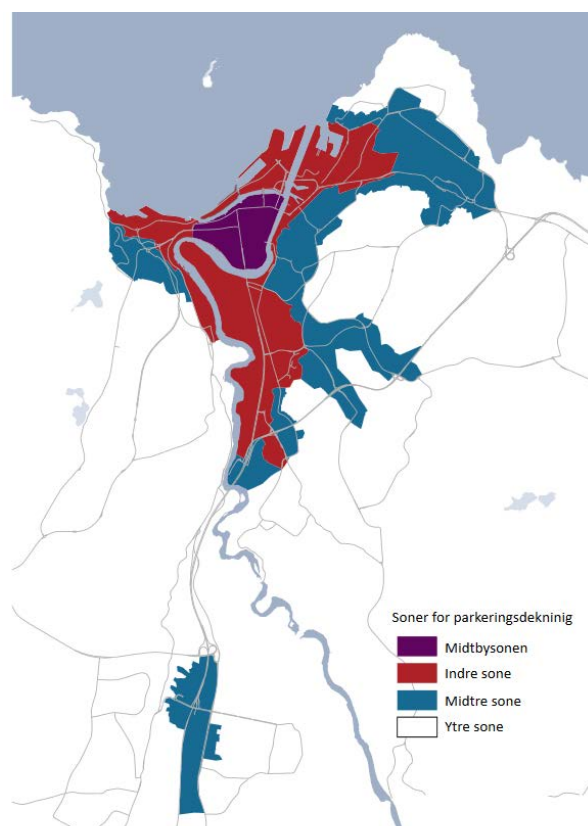 Soner for parkeringsdekninig
Midtbysonen
Indre sone
Midtre sone
Ytre sone